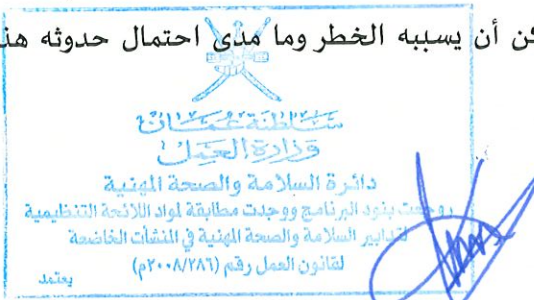 كن أن يسببه الخطر وما مدى احتمال حدوثه هذ
سلطنة عمان
وزارة العمل
دائرة السلامة والصحة المهنية
روجعت بنود البرنامج ووجدت مطابقة لمواد اللائحة التنظيمية
لتدابير السلامة والصحة المهنية في المنشآت الخاضعة
لقانون العمل رقم (٢٠٠٨/٢٨٦م)
يعتمد